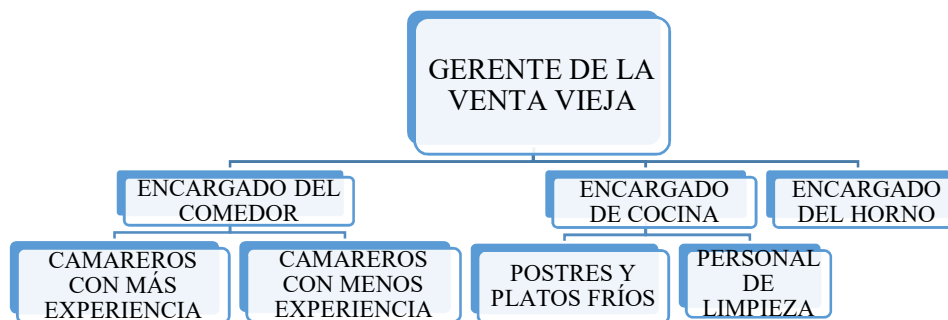 GERENTE DE LA
VENTA VIEJA
ENCARGADO DEL
COMEDOR
ENCARGADO
DE COCINA
ENCARGADO
DEL HORNO
CAMAREROS
CON MÁS
EXPERIENCIA
CAMAREROS
CON MENOS
EXPERIENCIA
POSTRES Y
PLATOS FRÍOS
PERSONAL
DE
LIMPIEZA